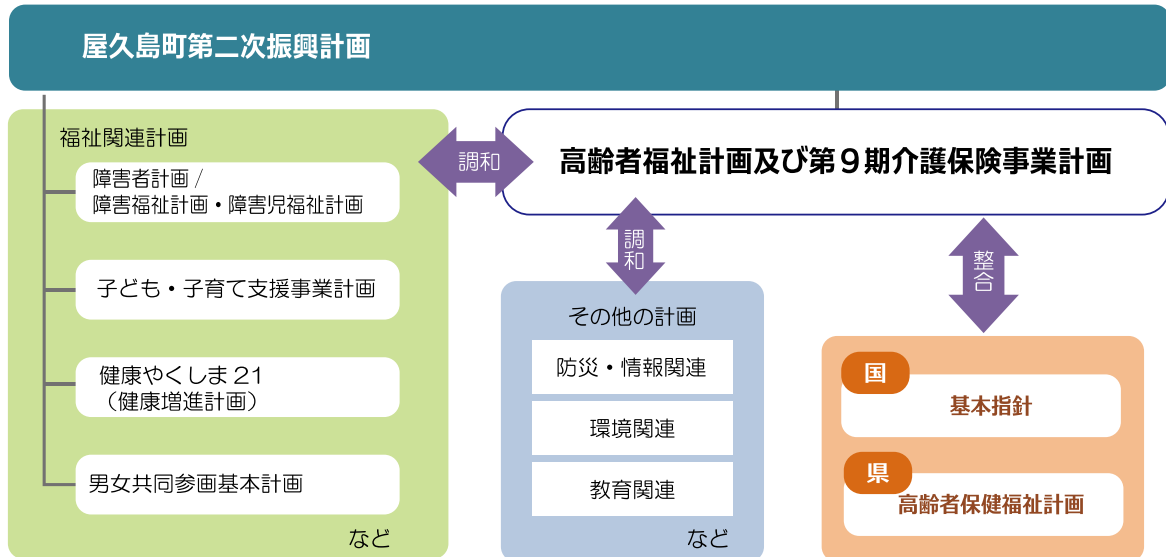 屋久島町第二次振興計画
福祉関連計画
障害者計画 /
障害福祉計画・障害児福祉計画
子ども・子育て支援事業計画
健康やくしま 21
（健康増進計画）
男女共同参画基本計画
など
調和
高齢者福祉計画及び第９期介護保険事業計画
調和
その他の計画
防災・情報関連
環境関連
教育関連
など
整合
国
基本指針
県
高齢者保健福祉計画